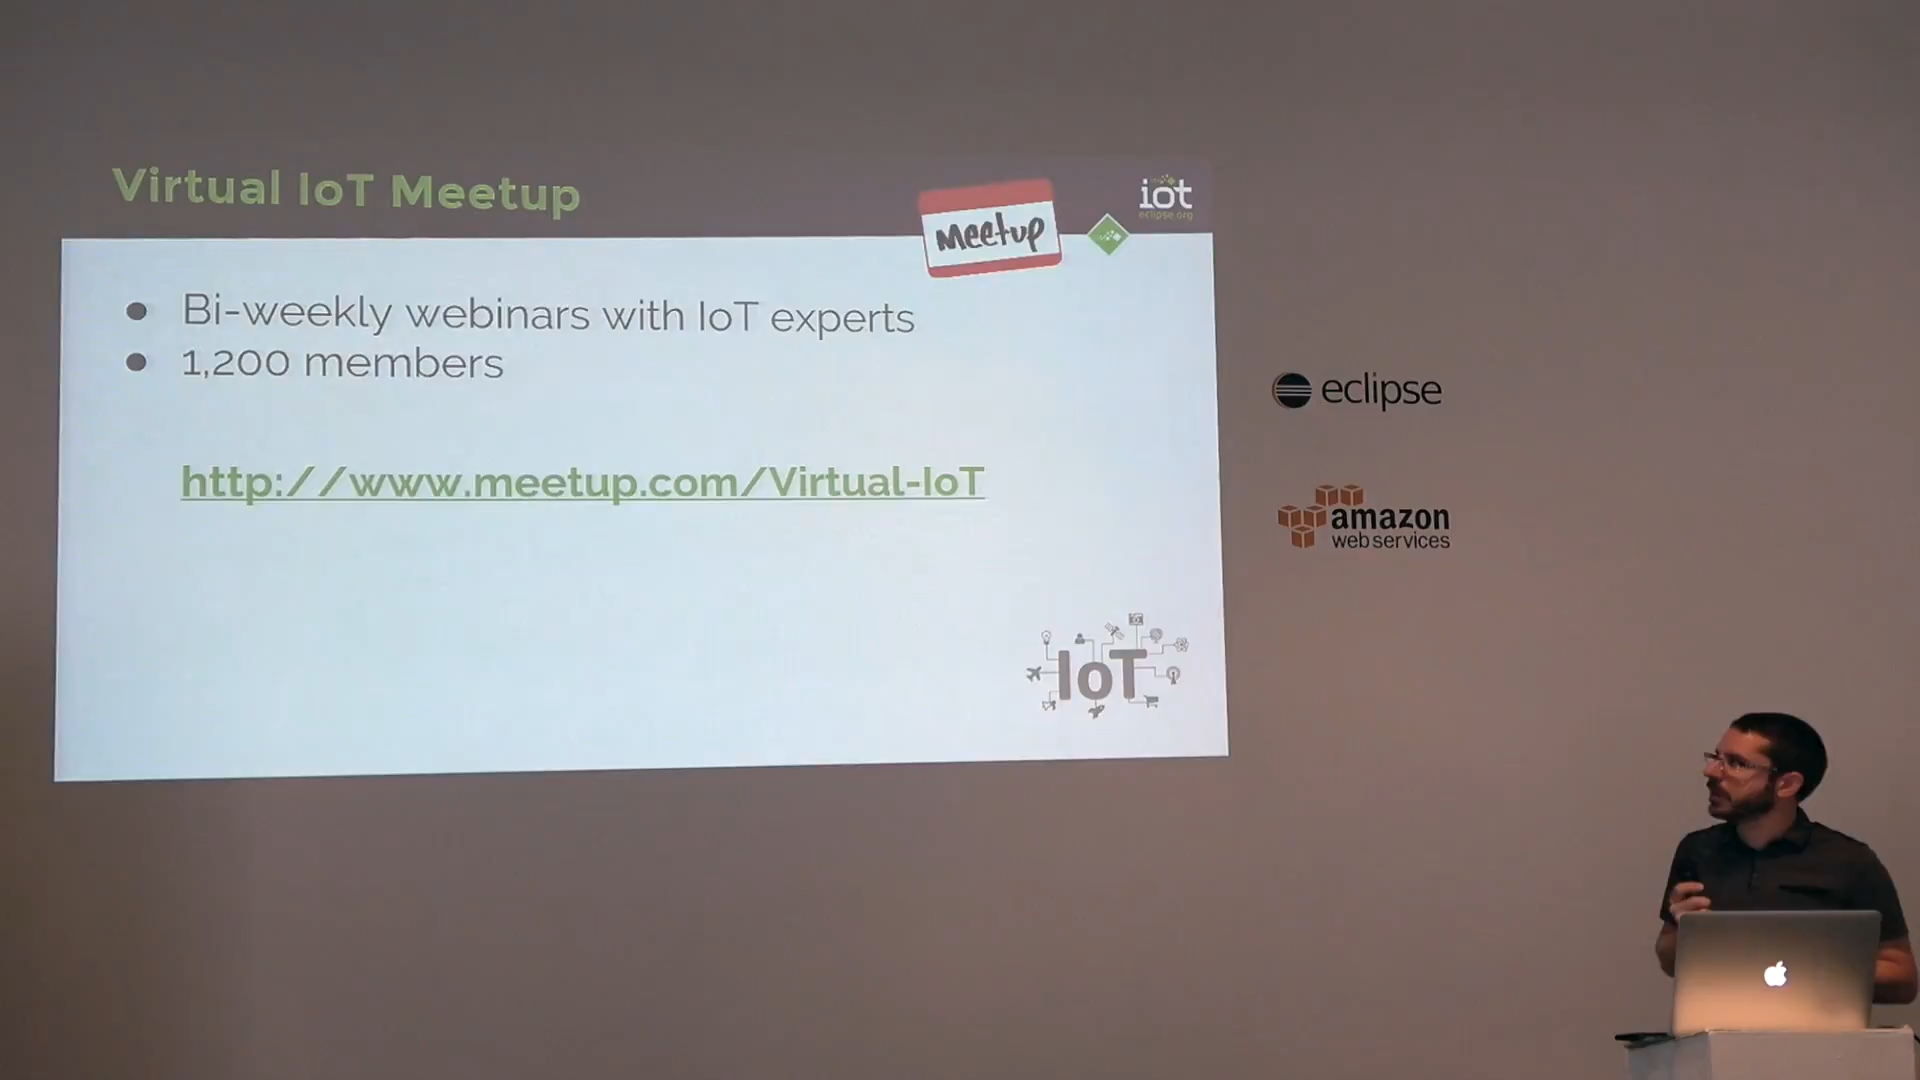 Virtual IoT Meetup
meetup
iot
eclipse.org
• Bi-weekly webinars with IoT experts
• 1,200 members
http://www.meetup.com/Virtual-IoT
IoT
eclipse
amazon
web services